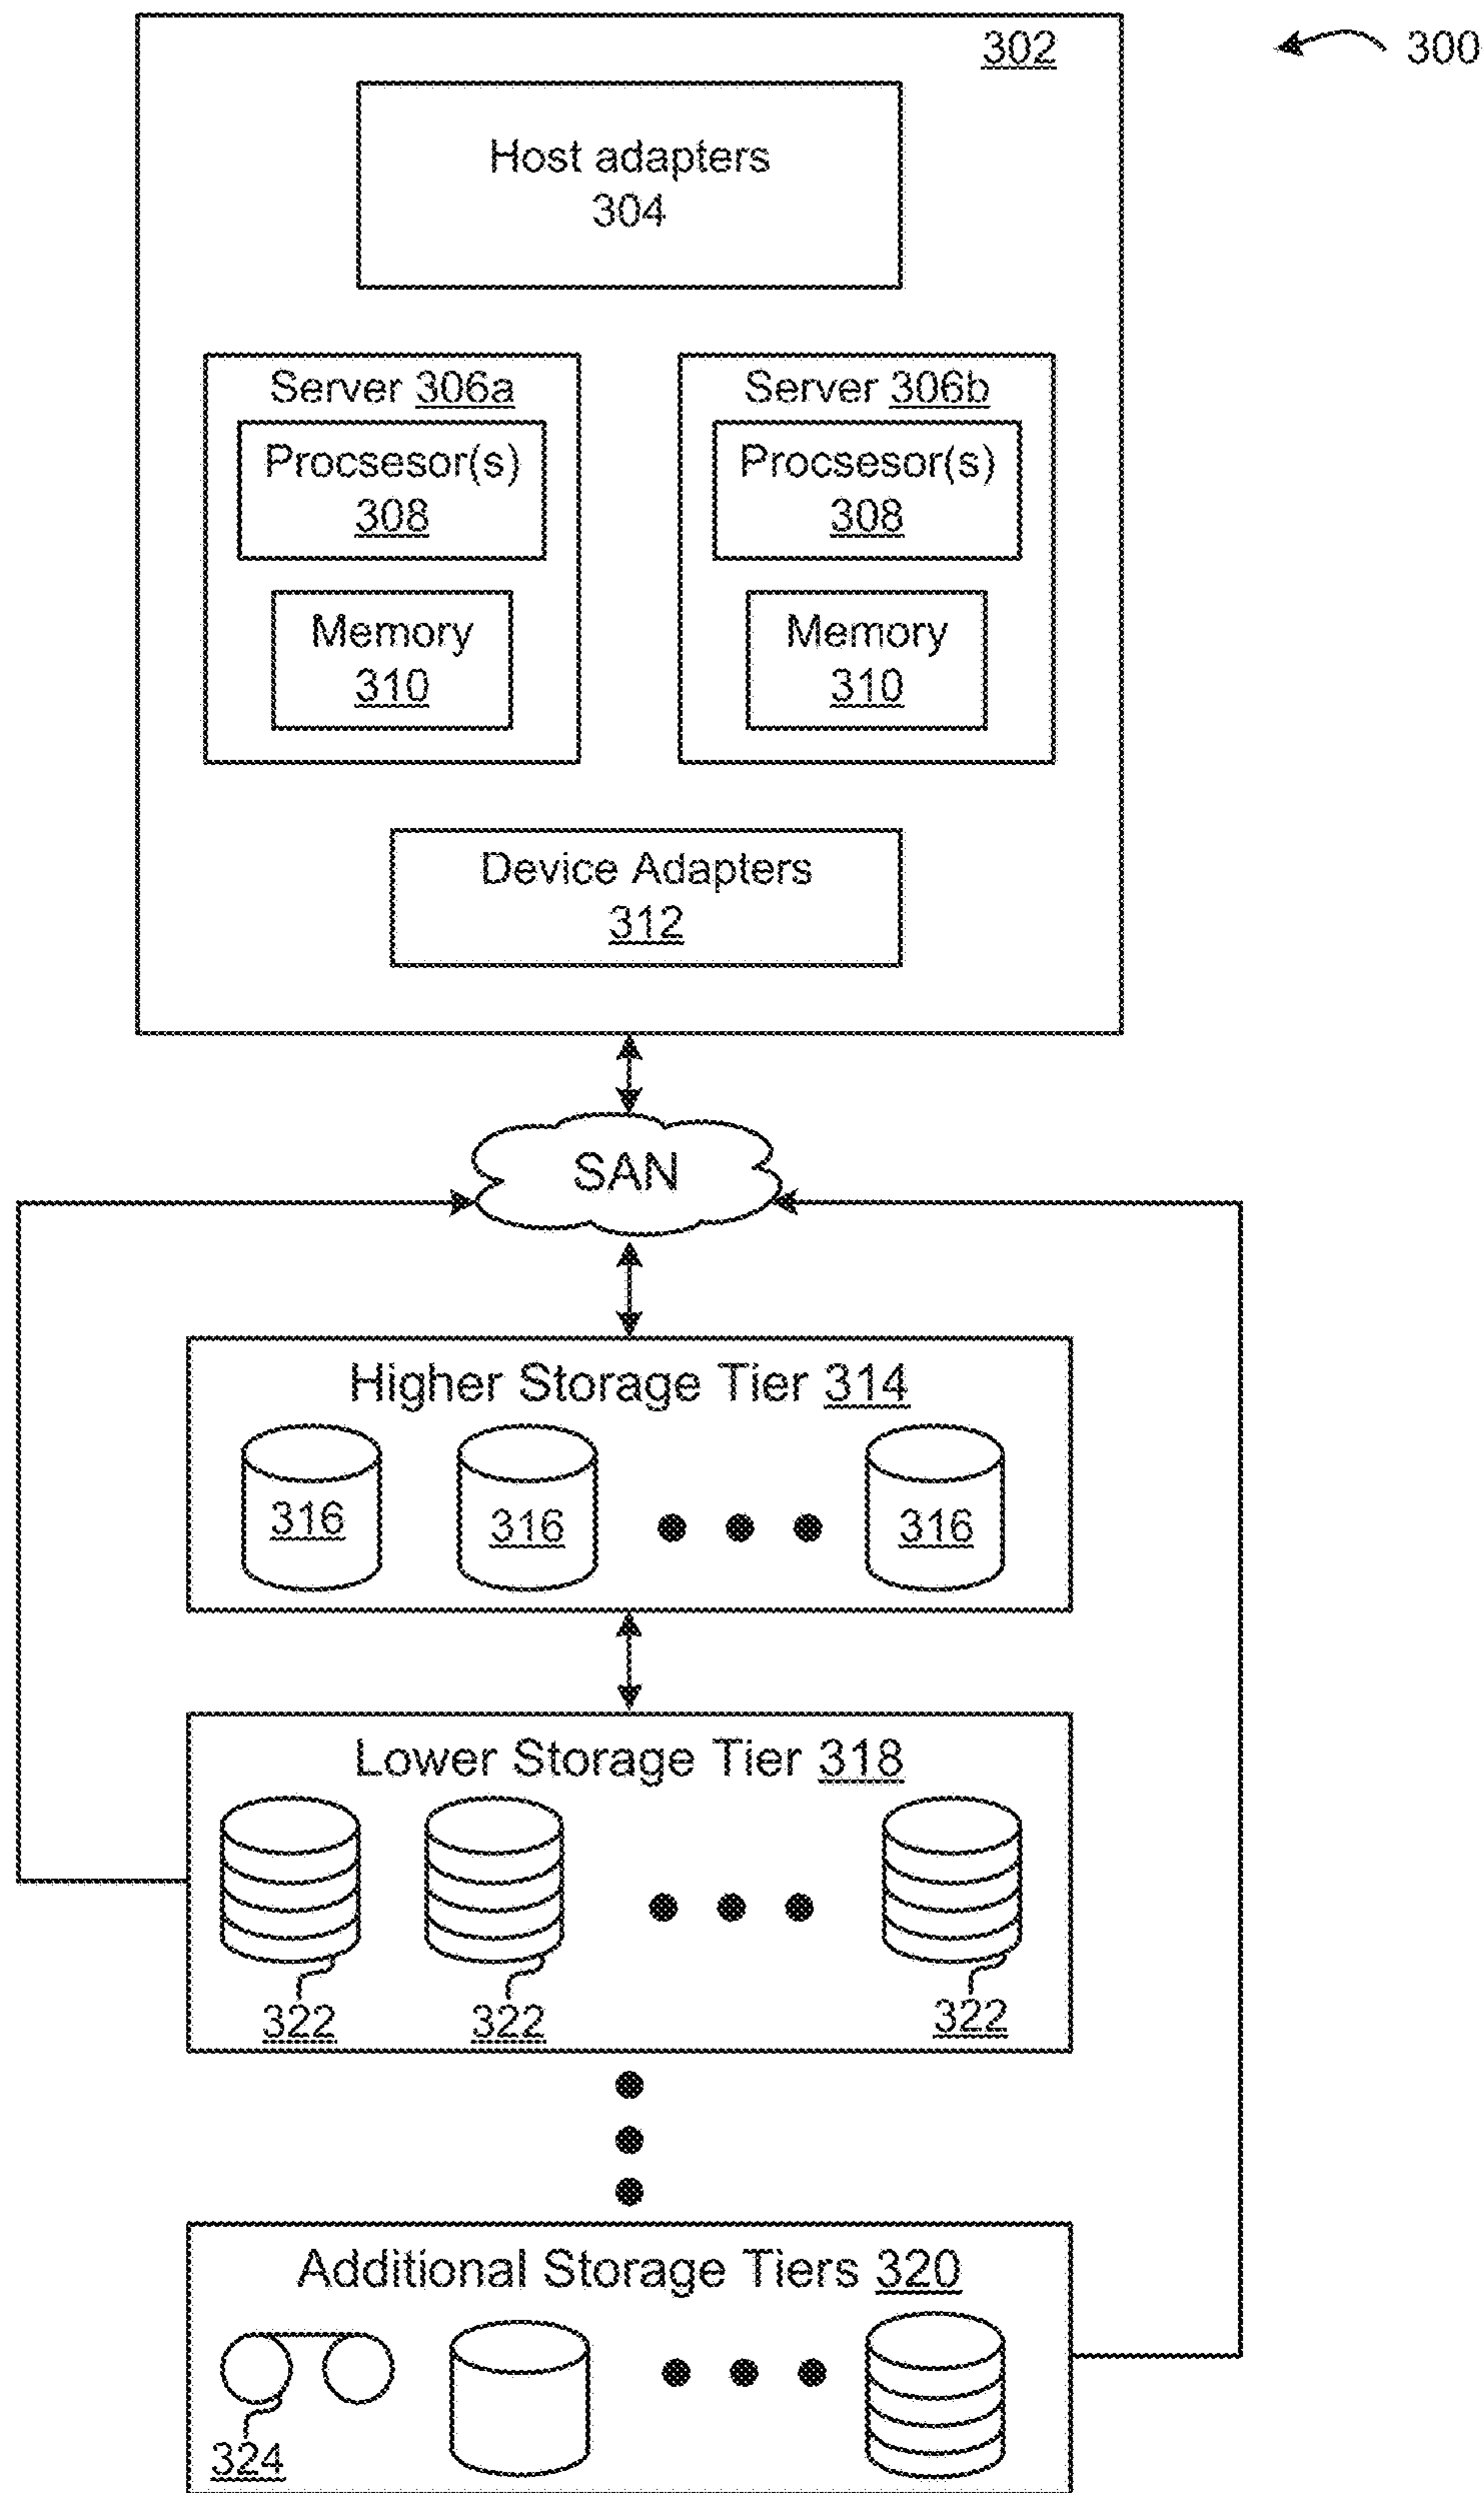 302
300
Host adapters
304
Server 306a
Procsesor(s)
308
Memory
310
Server 306b
Procsesor(s)
308
Memory
310
Device Adapters
312
SAN
Higher Storage Tier 314
316
316
316
Lower Storage Tier 318
322
322
322
Additional Storage Tiers 320
324